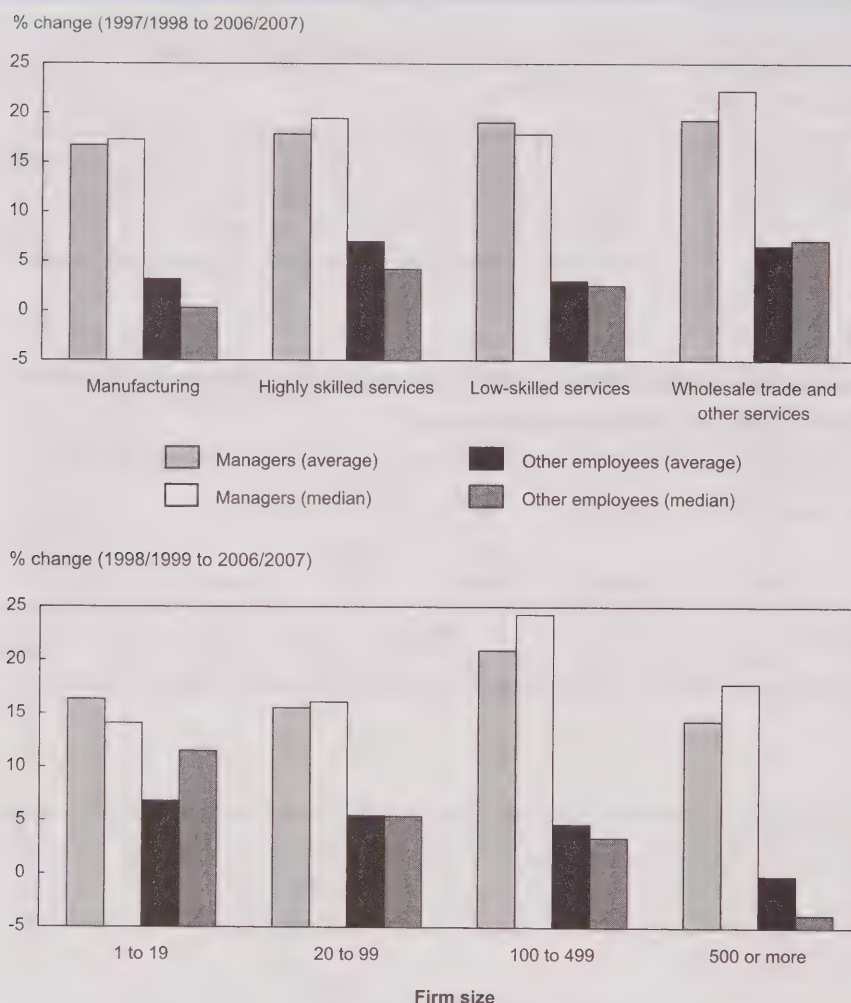 % change (1997/1998 to 2006/2007)
25
20
15
10
5
0
-5
Manufacturing
Highly skilled services
Low-skilled services
Wholesale trade and
other services
Managers (average)
Other employees (average)
Managers (median)
Other employees (median)
% change (1998/1999 to 2006/2007)
25
20
15
10
5
0
-5
1 to 19
20 to 99
100 to 499
500 or more
Firm size